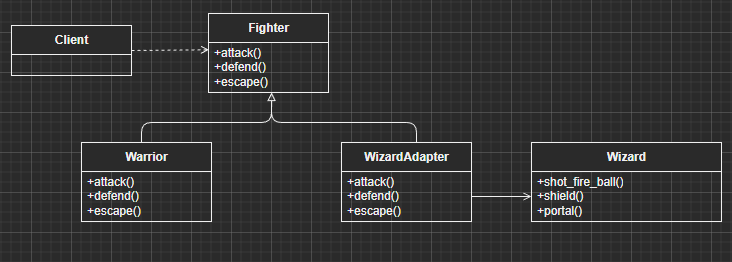 Client
Fighter
+attack()
+defend()
+escape()
Warrior
+attack()
+defend()
+escape()
WizardAdapter
+attack()
+defend()
+escape()
Wizard
+shot_fire_ball()
+shield()
+portal()